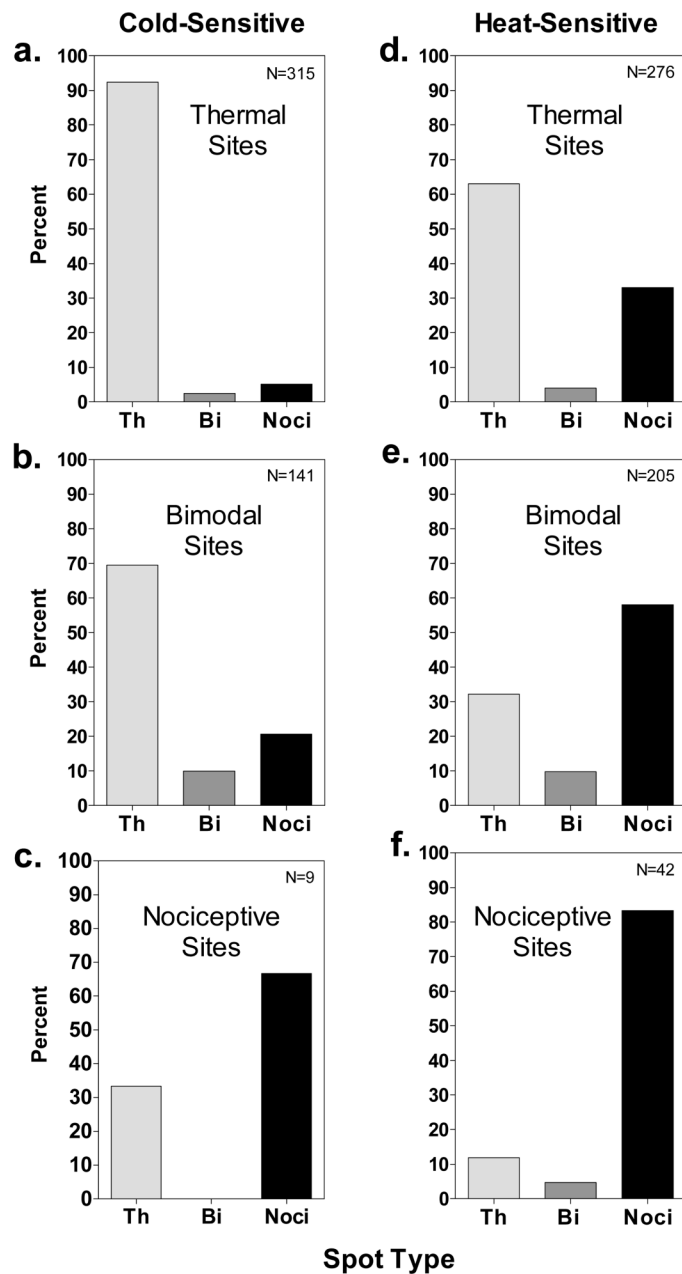 Cold-Sensitive
a.
100
90
80
70
60
50
40
30
20
10
0
Percent
N=315
Thermal
Sites
Th Bi Noci
b.
100
90
80
70
60
50
40
30
20
10
0
Percent
N=141
Bimodal
Sites
Th Bi Noci
c.
100
90
80
70
60
50
40
30
20
10
0
Percent
N=9
Nociceptive
Sites
Th Bi Noci
Heat-Sensitive
d.
100
90
80
70
60
50
40
30
20
10
0
N=276
Thermal
Sites
Th Bi Noci
e.
100
90
80
70
60
50
40
30
20
10
0
N=205
Bimodal
Sites
Th Bi Noci
f.
100
90
80
70
60
50
40
30
20
10
0
N=42
Nociceptive
Sites
Th Bi Noci
Spot Type